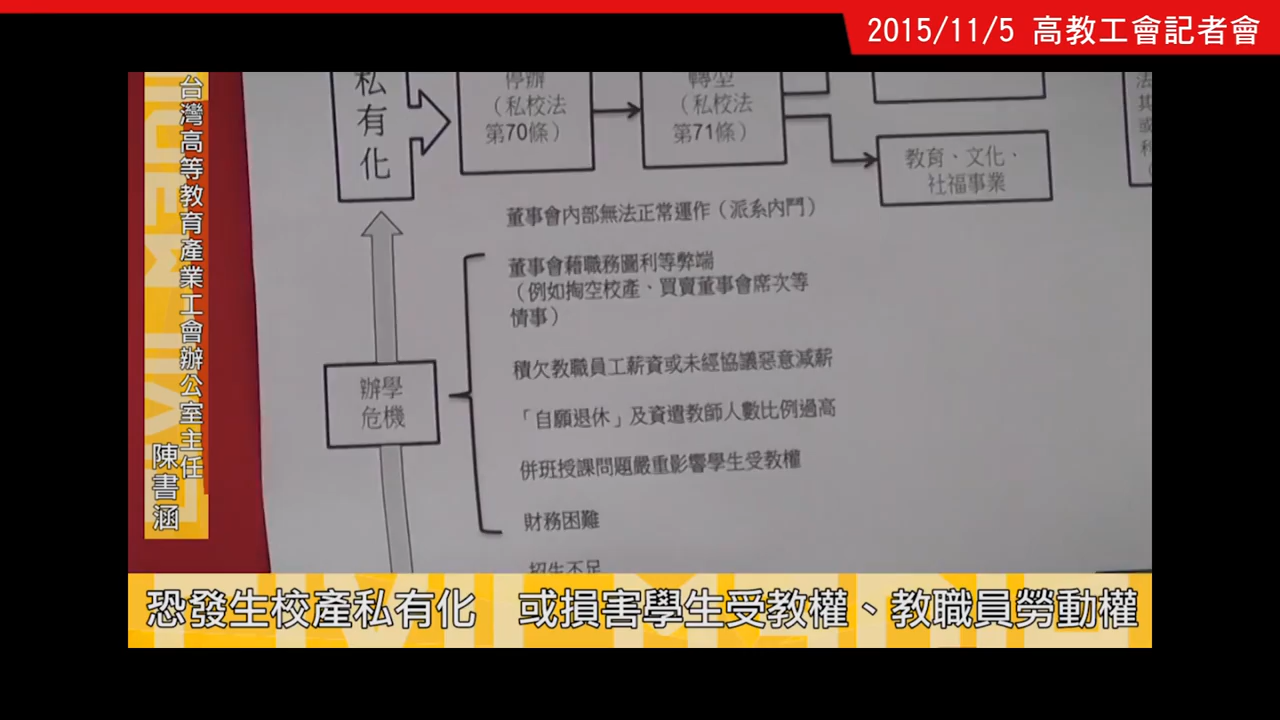 2015/11/5 高教工會記者會
台灣高等教育產業工會辦公室主任
陳書涵
私有化
停辦
（私校法
第70條）
轉型
（私校法
第71條）
教育、文化、
社福事業
法
其
或
利
董事會內部無法正常運作（派系內鬥）
董事會藉職務圖利等弊端
（例如掏空校產、買賣董事會席次等
情事）
積欠教職員工薪資或未經協議惡意減薪
辦學
危機
「自願退休」及資遣教師人數比例過高
併班授課問題嚴重影響學生受教權
財務困難
招生不足
恐發生校產私有化 或損害學生受教權、教職員勞動權